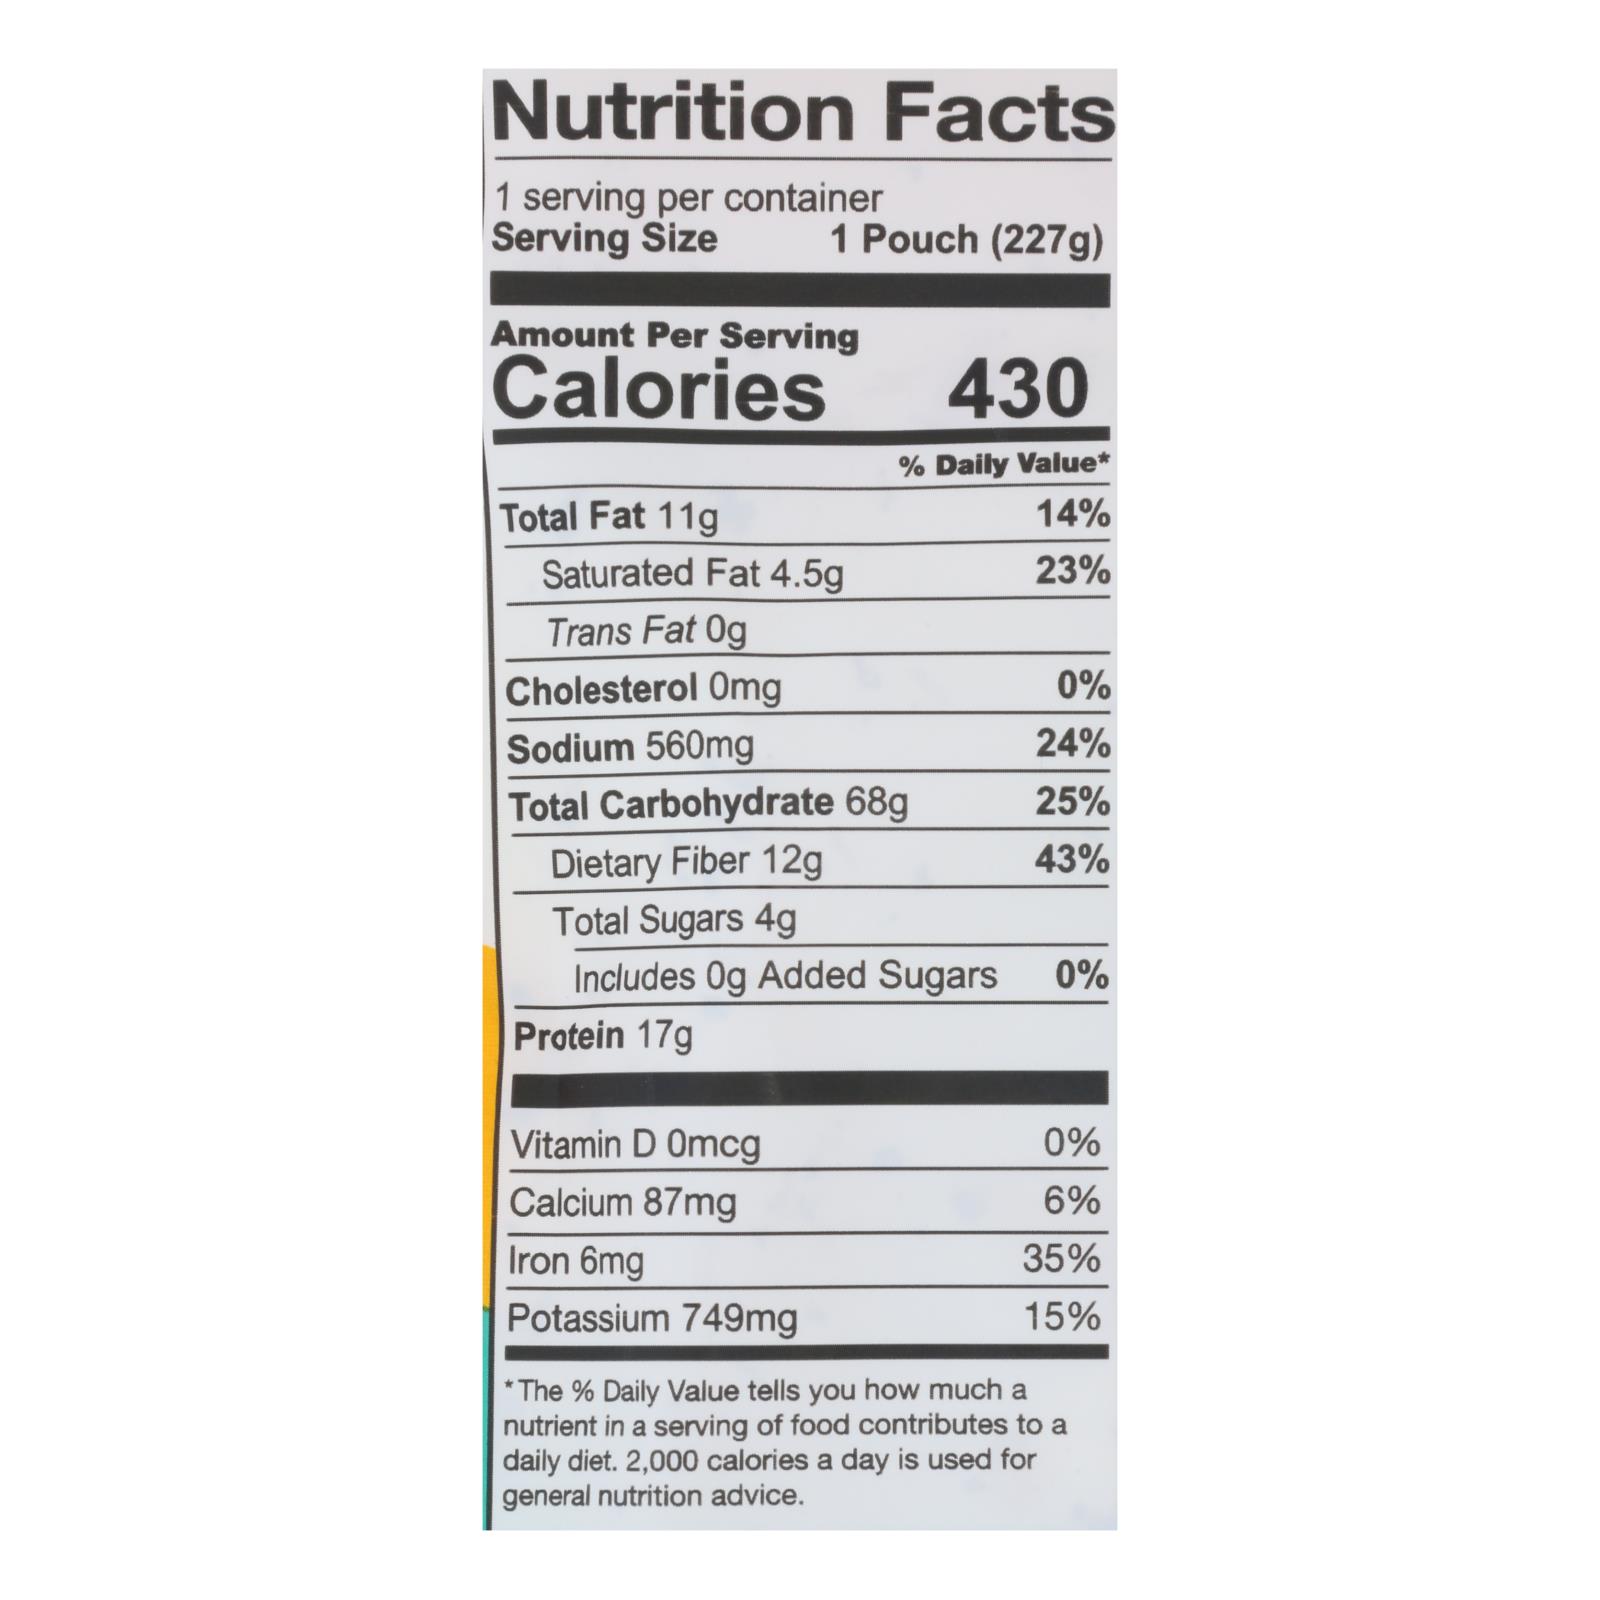 Nutrition Facts
1 serving per container
Serving Size 1 Pouch (227g)
Amount Per Serving
Calories 430
% Daily Value*
Total Fat 11g 14%
Saturated Fat 4.5g 23%
Trans Fat 0g
Cholesterol 0mg 0%
Sodium 560mg 24%
Total Carbohydrate 68g 25%
Dietary Fiber 12g 43%
Total Sugars 4g
Includes 0g Added Sugars 0%
Protein 17g
Vitamin D 0mcg 0%
Calcium 87mg 6%
Iron 6mg 35%
Potassium 749mg 15%
*The % Daily Value tells you how much a
nutrient in a serving of food contributes to a
daily diet. 2,000 calories a day is used for
general nutrition advice.